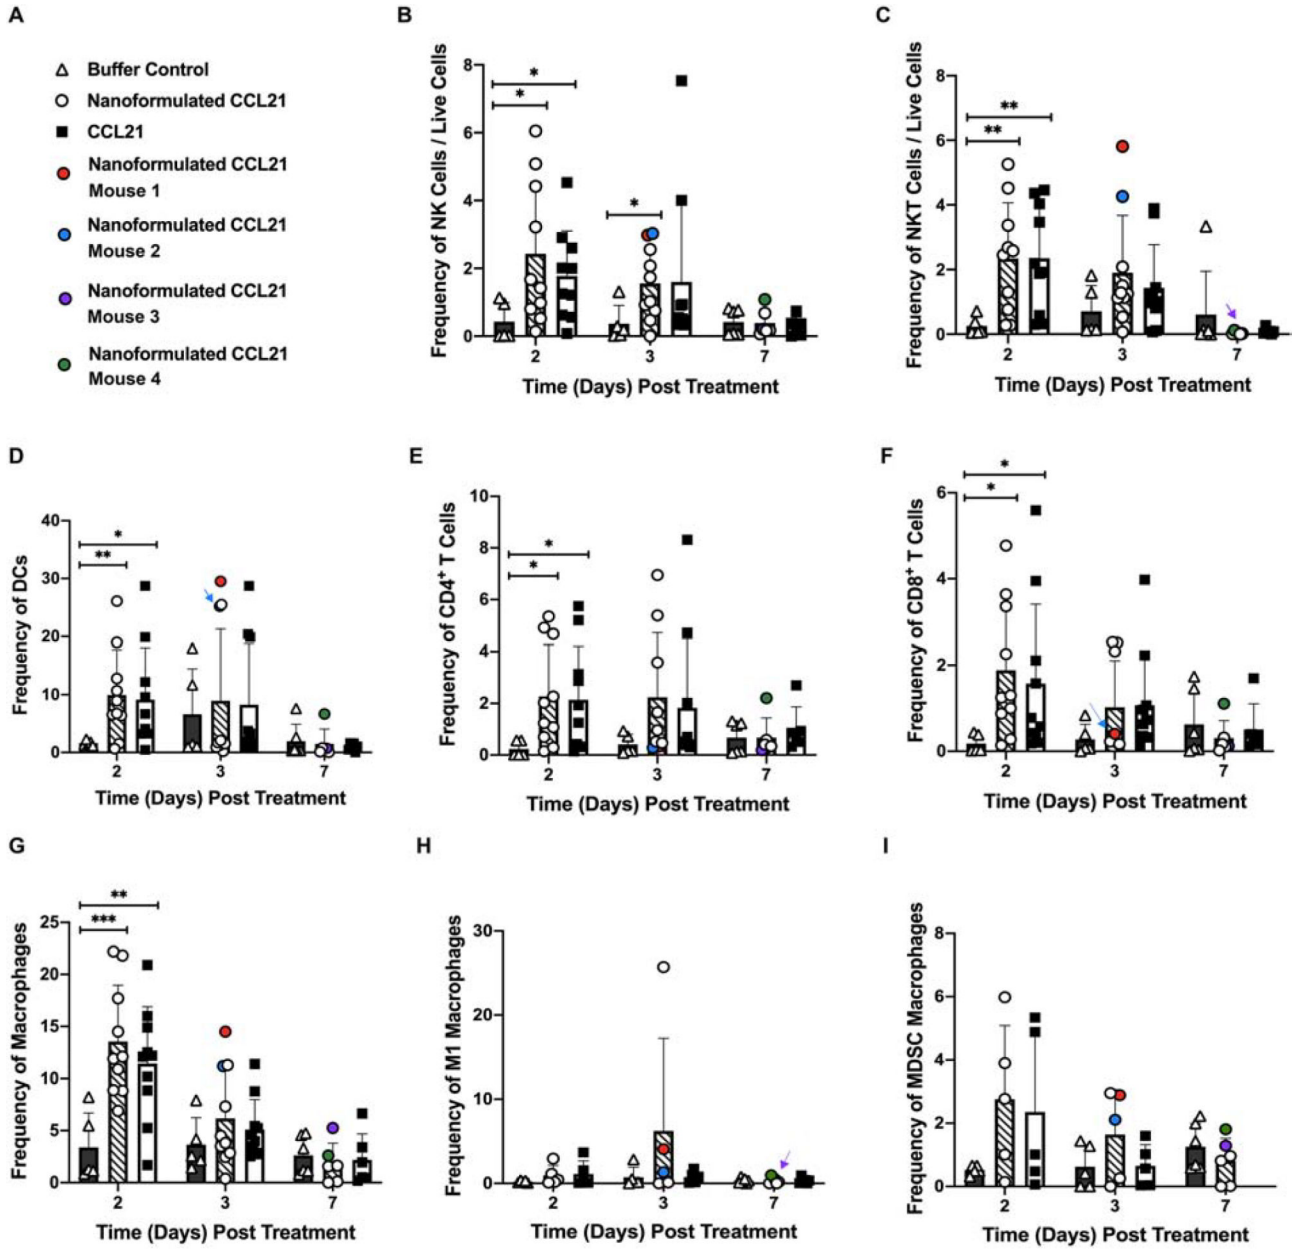 A
Buffer Control
Nanoformulated CCL21
CCL21
Nanoformulated CCL21
Mouse 1
Nanoformulated CCL21
Mouse 2
Nanoformulated CCL21
Mouse 3
Nanoformulated CCL21
Mouse 4
B
Frequency of NK Cells / Live Cells
8
6
4
2
0
*
*
*
2
3
7
Time (Days) Post Treatment
C
Frequency of NKT Cells / Live Cells
8
6
4
2
0
**
**
2
3
7
Time (Days) Post Treatment
D
Frequency of DCs
40
30
20
10
0
*
**
2
3
7
Time (Days) Post Treatment
E
Frequency of CD4+ T Cells
10
8
6
4
2
0
*
*
2
3
7
Time (Days) Post Treatment
F
Frequency of CD8+ T Cells
6
4
2
0
*
*
2
3
7
Time (Days) Post Treatment
G
Frequency of Macrophages
25
20
15
10
5
0
**
***
2
3
7
Time (Days) Post Treatment
H
Frequency of M1 Macrophages
30
20
10
0
2
3
7
Time (Days) Post Treatment
I
Frequency of MDSC Macrophages
8
6
4
2
0
2
3
7
Time (Days) Post Treatment